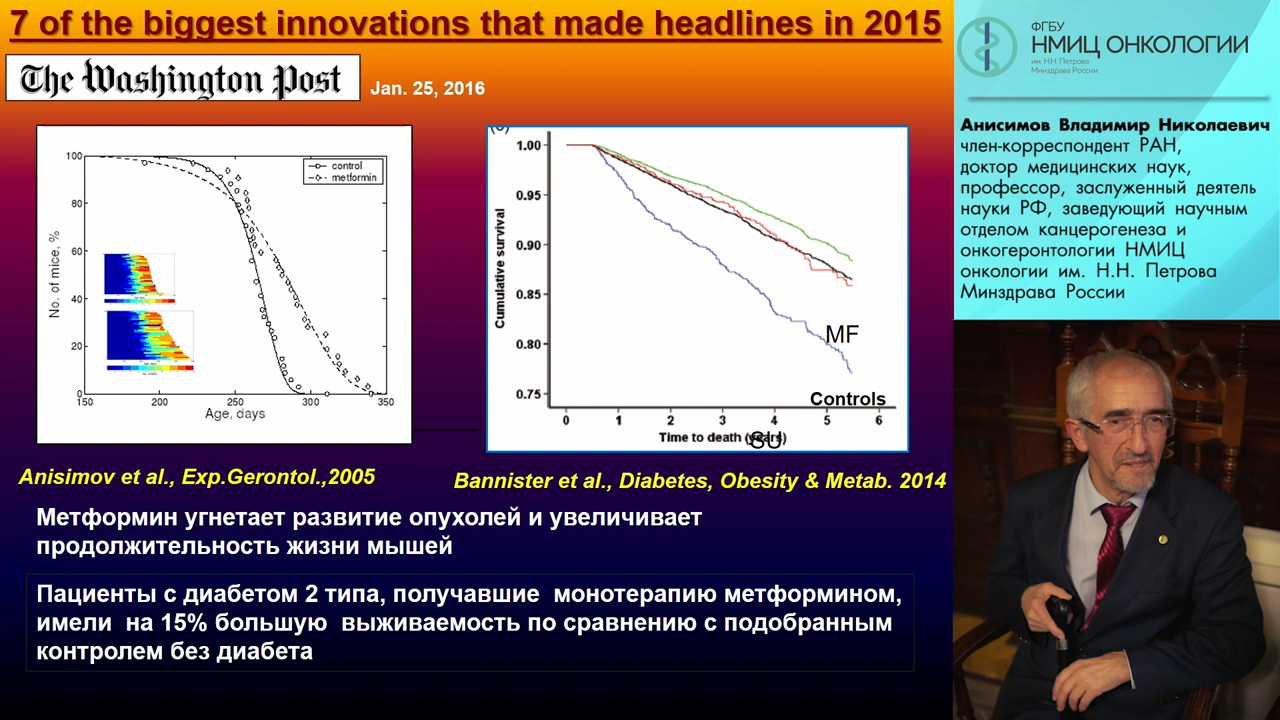 7 of the biggest innovations that made headlines in 2015
The Washington Post
Jan. 25, 2016
control
metformin
No. of mice, %
100
80
60
40
20
0
150 200 250 300 350
Age, days
Anisimov et al., Exp.Gerontol.,2005
Cumulative survival
1.00
0.95
0.90
0.85
0.80
0.75
MF
Controls
0 1 2 3 4 5 6
Time to death (years)
SU
Bannister et al., Diabetes, Obesity & Metab. 2014
Метформин угнетает развитие опухолей и увеличивает
продолжительность жизни мышей
Пациенты с диабетом 2 типа, получавшие монотерапию метформином,
имели на 15% большую выживаемость по сравнению с подобранным
контролем без диабета
ФГБУ
НМИЦ ОНКОЛОГИИ
им. Н.Н. Петрова
Минздрава России
Анисимов Владимир Николаевич
член-корреспондент РАН,
доктор медицинских наук,
профессор, заслуженный деятель
науки РФ, заведующий научным
отделом канцерогенеза и
онкогеронтологии НМИЦ
онкологии им. Н.Н. Петрова
Минздрава России